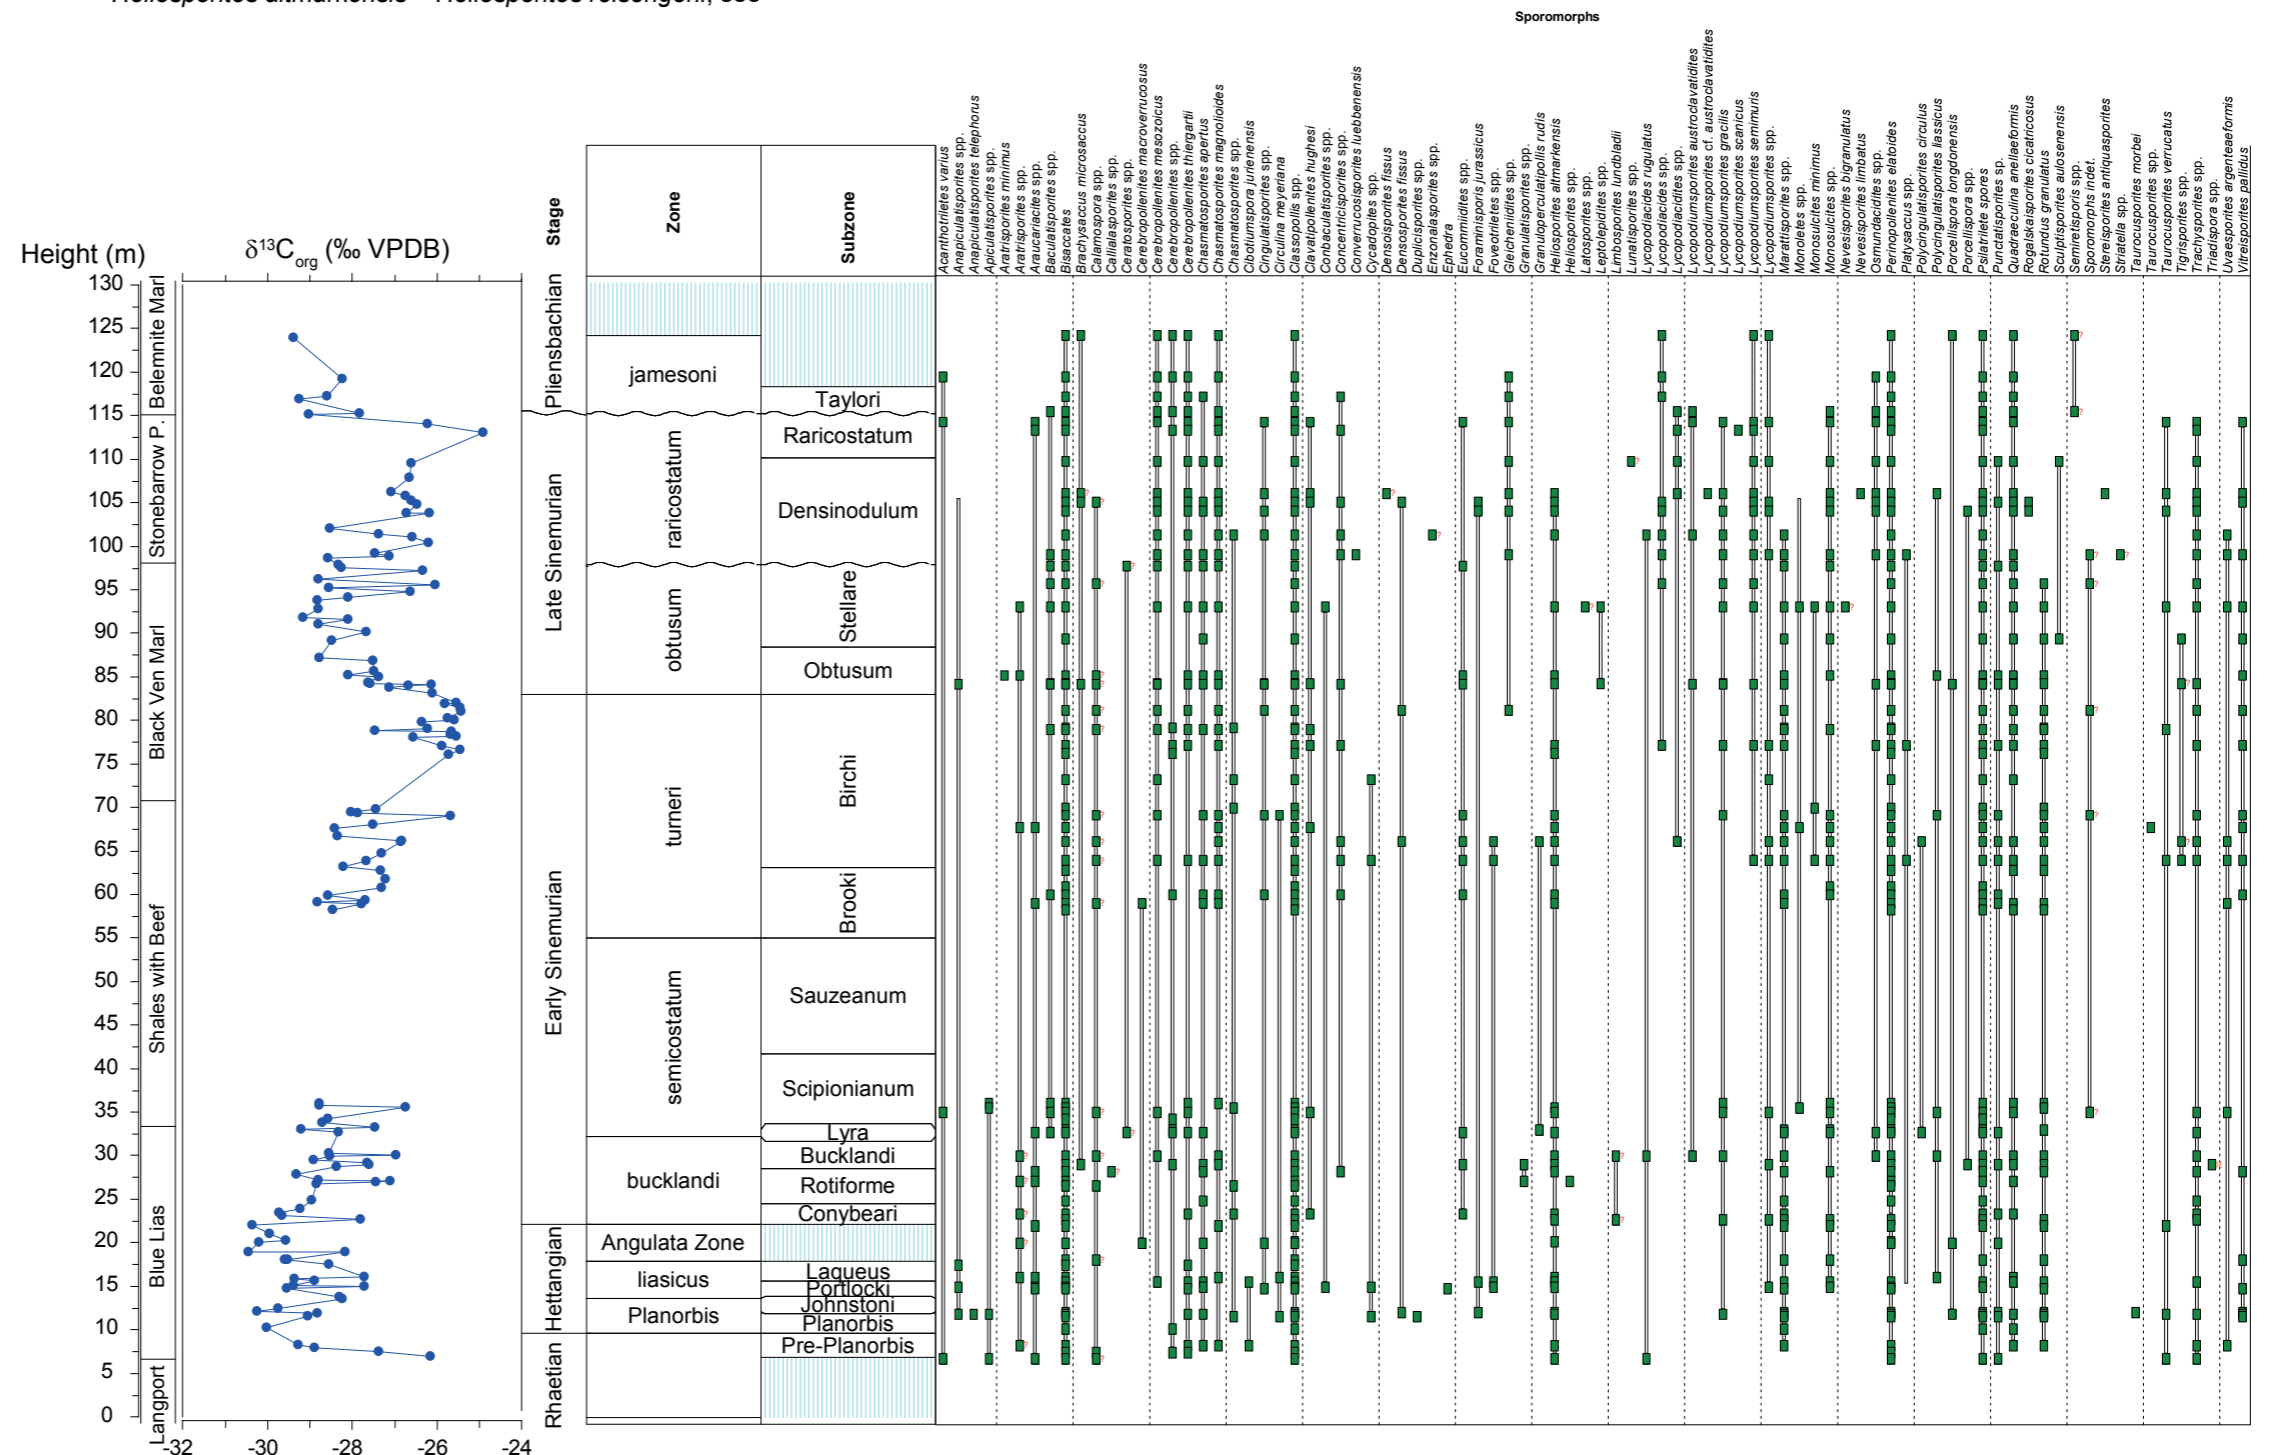 Sporomorphs
Height (m)
δ13Corg (‰ VPDB)
Stage
Zone
Subzone
Acanthotriletes varius
Anapiculatisporites spp.
Anapiculatisporites telephorus
Apiculatisporites spp.
Aratrisporites minimus
Aratrisporites spp.
Araucariacites spp.
Baculatisporites spp.
Bisaccates
Brachysaccus microsaccus
Calamospora spp.
Callialasporites spp.
Ceratosporites spp.
Cerebropollenites macroverrucosus
Cerebropollenites mesozoicus
Cerebropollenites spp.
Cerebropollenites thiergartii
Chasmatosporites apertus
Chasmatosporites magnolioides
Chasmatosporites spp.
Cibotiumspora jurienensis
Cingulatisporites spp.
Circulina meyeriana
Classopollis spp.
Clavatipollenites hughesi
Conbaculatisporites spp.
Concentricisporites spp.
Converrucosisporites luebbenensis
Cycadopites spp.
Densoisporites fissus
Densosporites fissus
Duplicisporites spp.
Enzonalasporites spp.
Ephedra
Eucommiidites spp.
Foraminisporis jurassicus
Foveotriletes spp.
Gleicheniidites spp.
Granulatisporites spp.
Granuloperculatipollis rudis
Heliosporites altmarkensis
Heliosporites spp.
Latosporites spp.
Leptolepidites spp.
Limbosporites lundbladii
Lunatisporites spp.
Lycopodiacides rugulatus
Lycopodiacides spp.
Lycopodiacidites spp.
Lycopodiumsporites austroclavatidites
Lycopodiumsporites cf. austroclavatidites
Lycopodiumsporites gracilis
Lycopodiumsporites scanicus
Lycopodiumsporites semimuris
Lycopodiumsporites spp.
Marattisporites spp.
Monoletes spp.
Monosulcites minimus
Monosulcites spp.
Nevesisporites bigranulatus
Nevesisporites limbatus
Osmundacidites spp.
Perinopollenites elatoides
Platysaccus spp.
Polycingulatisporites circulus
Polycingulatisporites liassicus
Porcellispora longdonensis
Porcellispora spp.
Psilatrilete spores
Punctatisporites sp.
Quadraeculina anellaeformis
Rogalskaisporites cicatricosus
Rotundus granulatus
Sculptisporites aulosenensis
Semiretisporis spp.
Sporomorphs indet.
Stereisporites antiquasporites
Striatella spp.
Taurocusporites morbei
Taurocusporites spp.
Taurocusporites verrucatus
Tigrisporites spp.
Trachysporites spp.
Triadispora spp.
Uvaesporites argenteaeformis
Vitreisporites pallidus
130
125
120
115
110
105
100
95
90
85
80
75
70
65
60
55
50
45
40
35
30
25
20
15
10
5
0
Belemnite Marl
Stonebarrow P.
Black Ven Marl
Shales with Beef
Blue Lias
Langport
-32
-30
-28
-26
-24
Pliensbachian
Late Sinemurian
Early Sinemurian
Hettangian
Rhaetian
jamesoni
raricostatum
obtusum
turneri
semicostatum
bucklandi
Angulata Zone
liasicus
Planorbis
Taylori
Raricostatum
Densinodulum
Stellare
Obtusum
Birchi
Brooki
Sauzeanum
Scipionianum
Lyra
Bucklandi
Rotiforme
Conybeari
Laqueus
Portlocki
Johnstoni
Planorbis
Pre-Planorbis